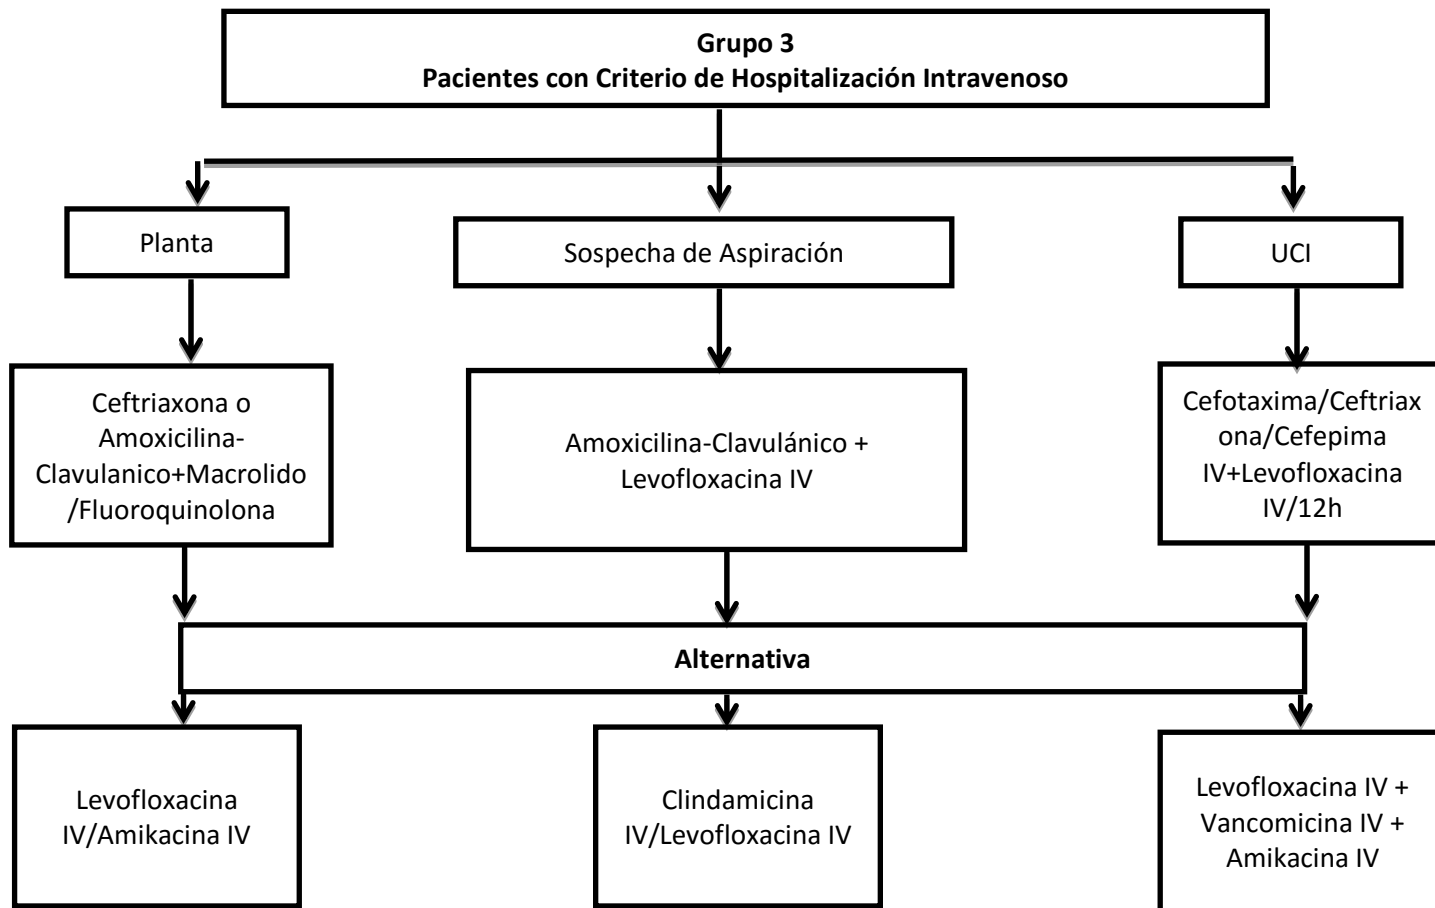 Grupo 3
Pacientes con Criterio de Hospitalización Intravenoso
Planta
Sospecha de Aspiración
UCI
Ceftriaxona o
Amoxicilina-
Clavulanico+Macrolido
/Fluoroquinolona
Amoxicilina-Clavulánico +
Levofloxacina IV
Cefotaxima/Ceftriax
ona/Cefepima
IV+Levofloxacina
IV/12h
Alternativa
Levofloxacina
IV/Amikacina IV
Clindamicina
IV/Levofloxacina IV
Levofloxacina IV +
Vancomicina IV +
Amikacina IV